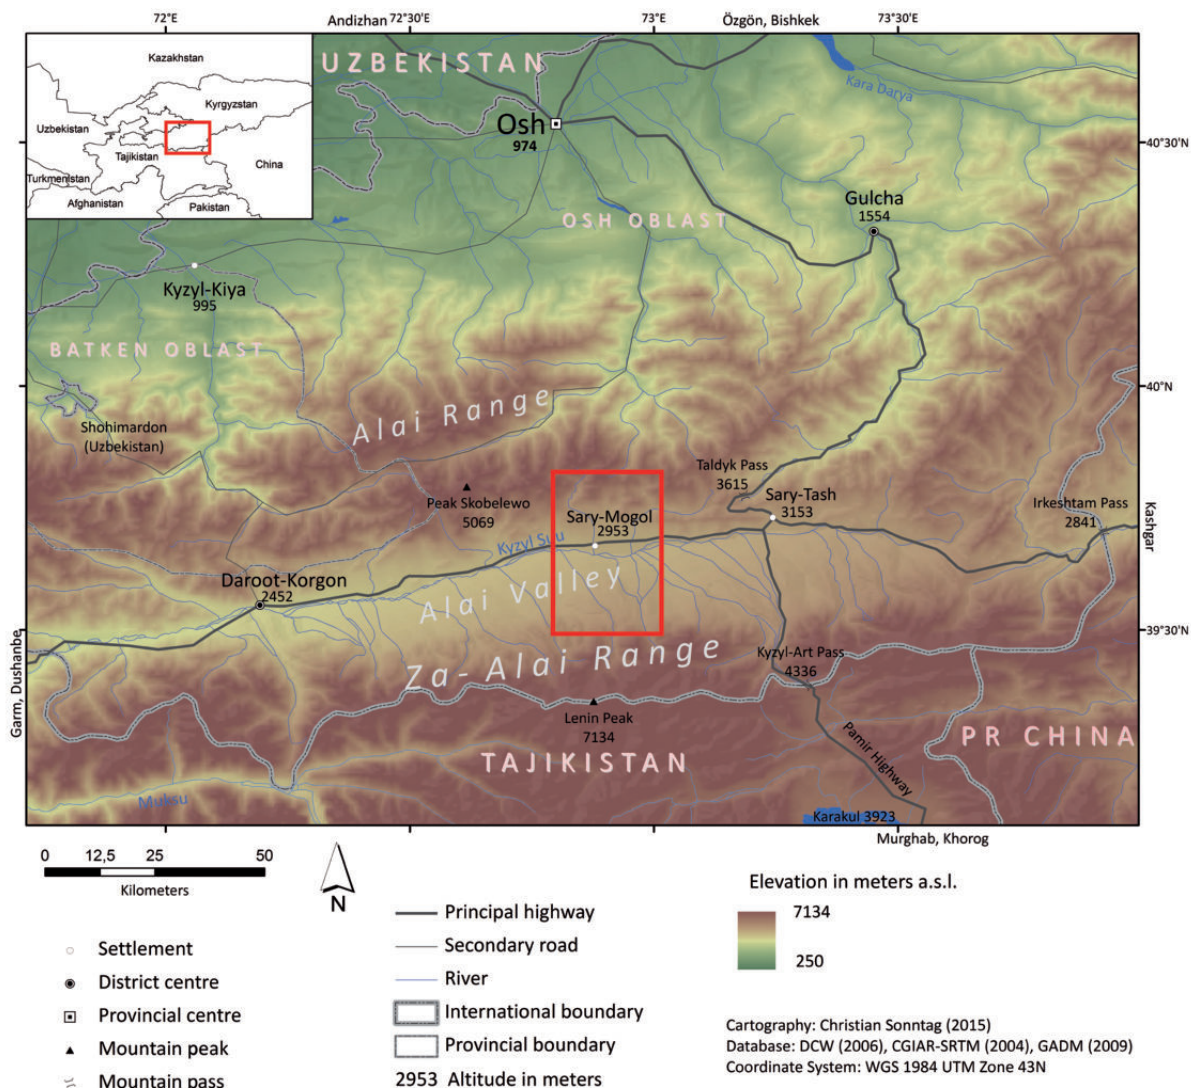 72°E
Andizhan
72°30'E
73°E
Özgön, Bishkek
73°30'E
Kazakhstan
Kyrgyzstan
Uzbekistan
Tajikistan
China
Turkmenistan
Afghanistan
Pakistan
UZBEKISTAN
Kara Darya
Osh
974
40°30'N
Gulcha
1554
OSH OBLAST
Kyzyl-Kiya
995
BATKEN OBLAST
40°N
Alai Range
Shohimardon
(Uzbekistan)
Taldyk Pass
3615
Peak Skobelewo
5069
Sary-Tash
3153
Irkeshtam Pass
2841
Kashgar
Sary-Mogol
2953
Kyzyl Suu
Daroot-Korgon
2452
Alai Valley
39°30'N
Za-Alai Range
Kyzyl-Art Pass
4336
Garm, Dushanbe
Lenin Peak
7134
TAJIKISTAN
PR CHINA
Pamir Highway
Muksu
Karakul 3923
Murghab, Khorog
0 12,5 25 50
Kilometers
N
Settlement
District centre
Provincial centre
Mountain peak
Mountain pass
Principal highway
Secondary road
River
International boundary
Provincial boundary
2953 Altitude in meters
Elevation in meters a.s.l.
7134
250
Cartography: Christian Sonntag (2015)
Database: DCW (2006), CGIAR-SRTM (2004), GADM (2009)
Coordinate System: WGS 1984 UTM Zone 43N